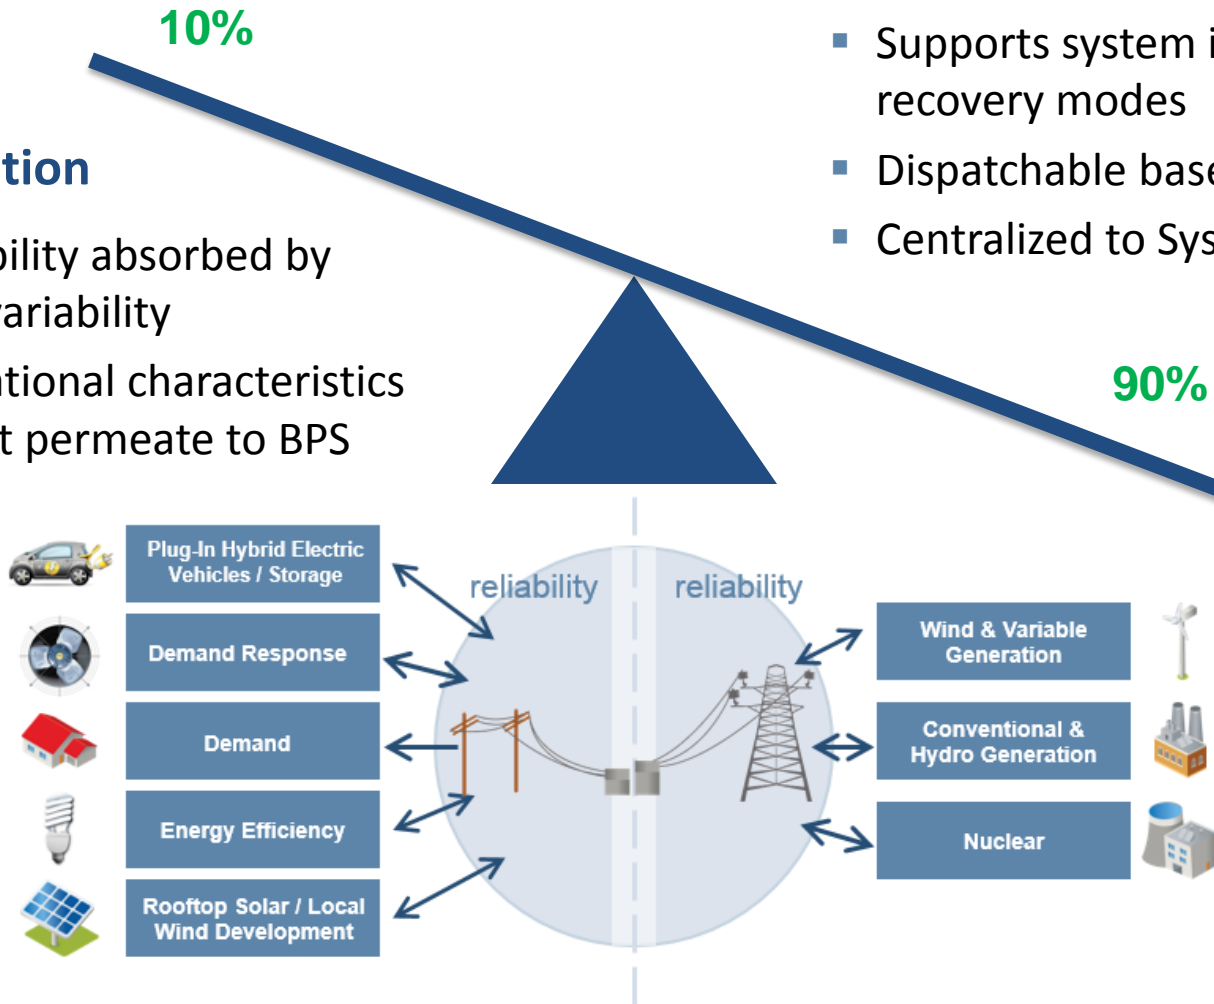 10%
tion
bility absorbed by
variability
ational characteristics
t permeate to BPS
Supports system i
recovery modes
Dispatchable base
Centralized to Sys
90%
Plug-In Hybrid Electric
Vehicles / Storage
Demand Response
Demand
Energy Efficiency
Rooftop Solar / Local
Wind Development
reliability
reliability
Wind & Variable
Generation
Conventional &
Hydro Generation
Nuclear